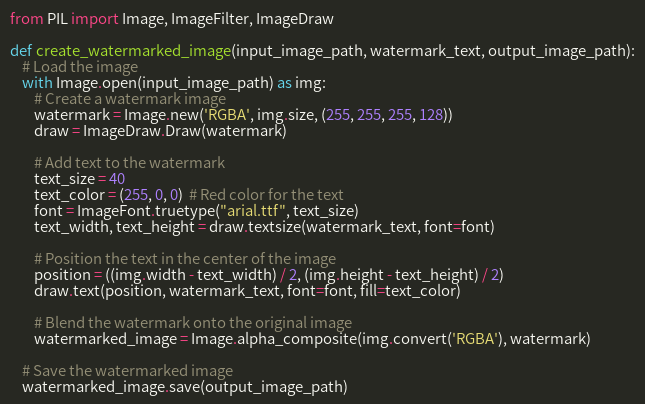 from PIL import Image, ImageFilter, ImageDraw
def create_watermarked_image(input_image_path, watermark_text, output_image_path):
# Load the image
with Image.open(input_image_path) as img:
# Create a watermark image
watermark = Image.new('RGBA', img.size, (255, 255, 255, 128))
draw = ImageDraw.Draw(watermark)
# Add text to the watermark
text_size = 40
text_color = (255, 0, 0)  # Red color for the text
font = ImageFont.truetype("arial.ttf", text_size)
text_width, text_height = draw.textsize(watermark_text, font=font)
# Position the text in the center of the image
position = ((img.width - text_width) / 2, (img.height - text_height) / 2)
draw.text(position, watermark_text, font=font, fill=text_color)
# Blend the watermark onto the original image
watermarked_image = Image.alpha_composite(img.convert('RGBA'), watermark)
# Save the watermarked image
watermarked_image.save(output_image_path)